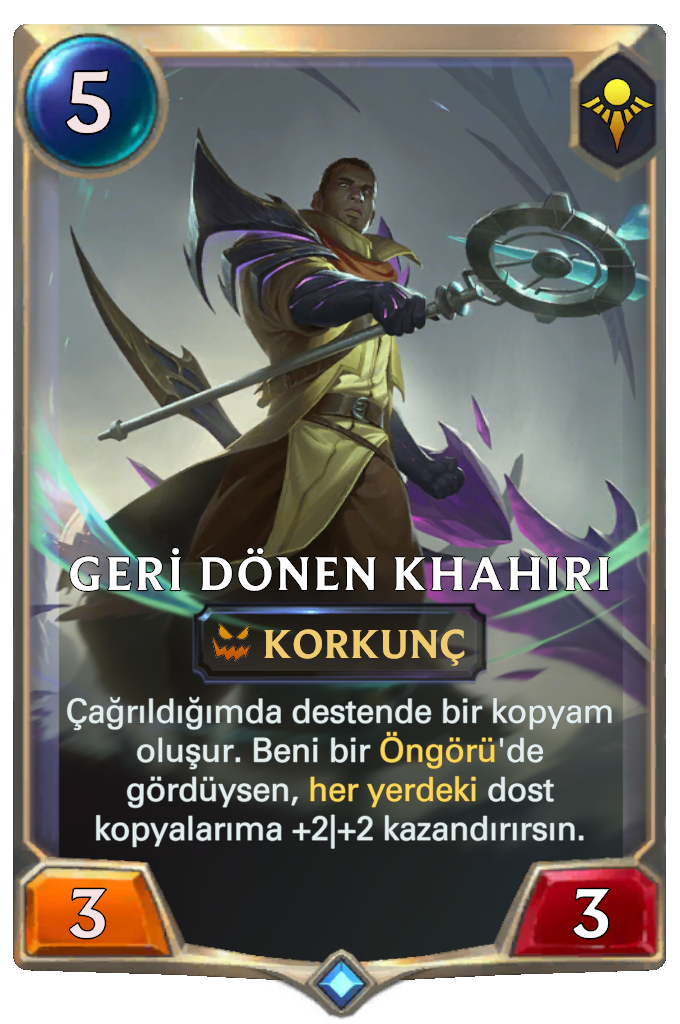 5
GERİ DÖNEN KHAHIRI
KORKUNÇ
Çağrıldığımda destende bir kopyam
oluşur. Beni bir Öngörü'de
gördüysen, her yerdeki dost
kopyalarıma +2|+2 kazandırırsın.
3
3